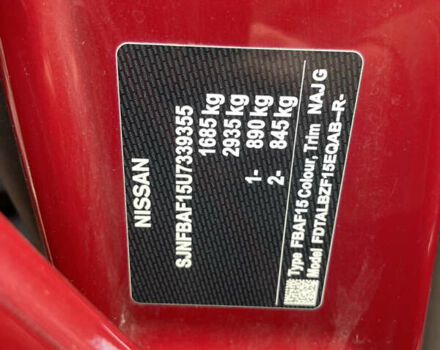 NISSAN
SJNFBAF15U7339355
1685 kg
2935 kg
1- 890 kg
2- 845 kg
Type FBAF15 Colour, Trim NAJ G
Model FDTALBZF15EQAB-R-